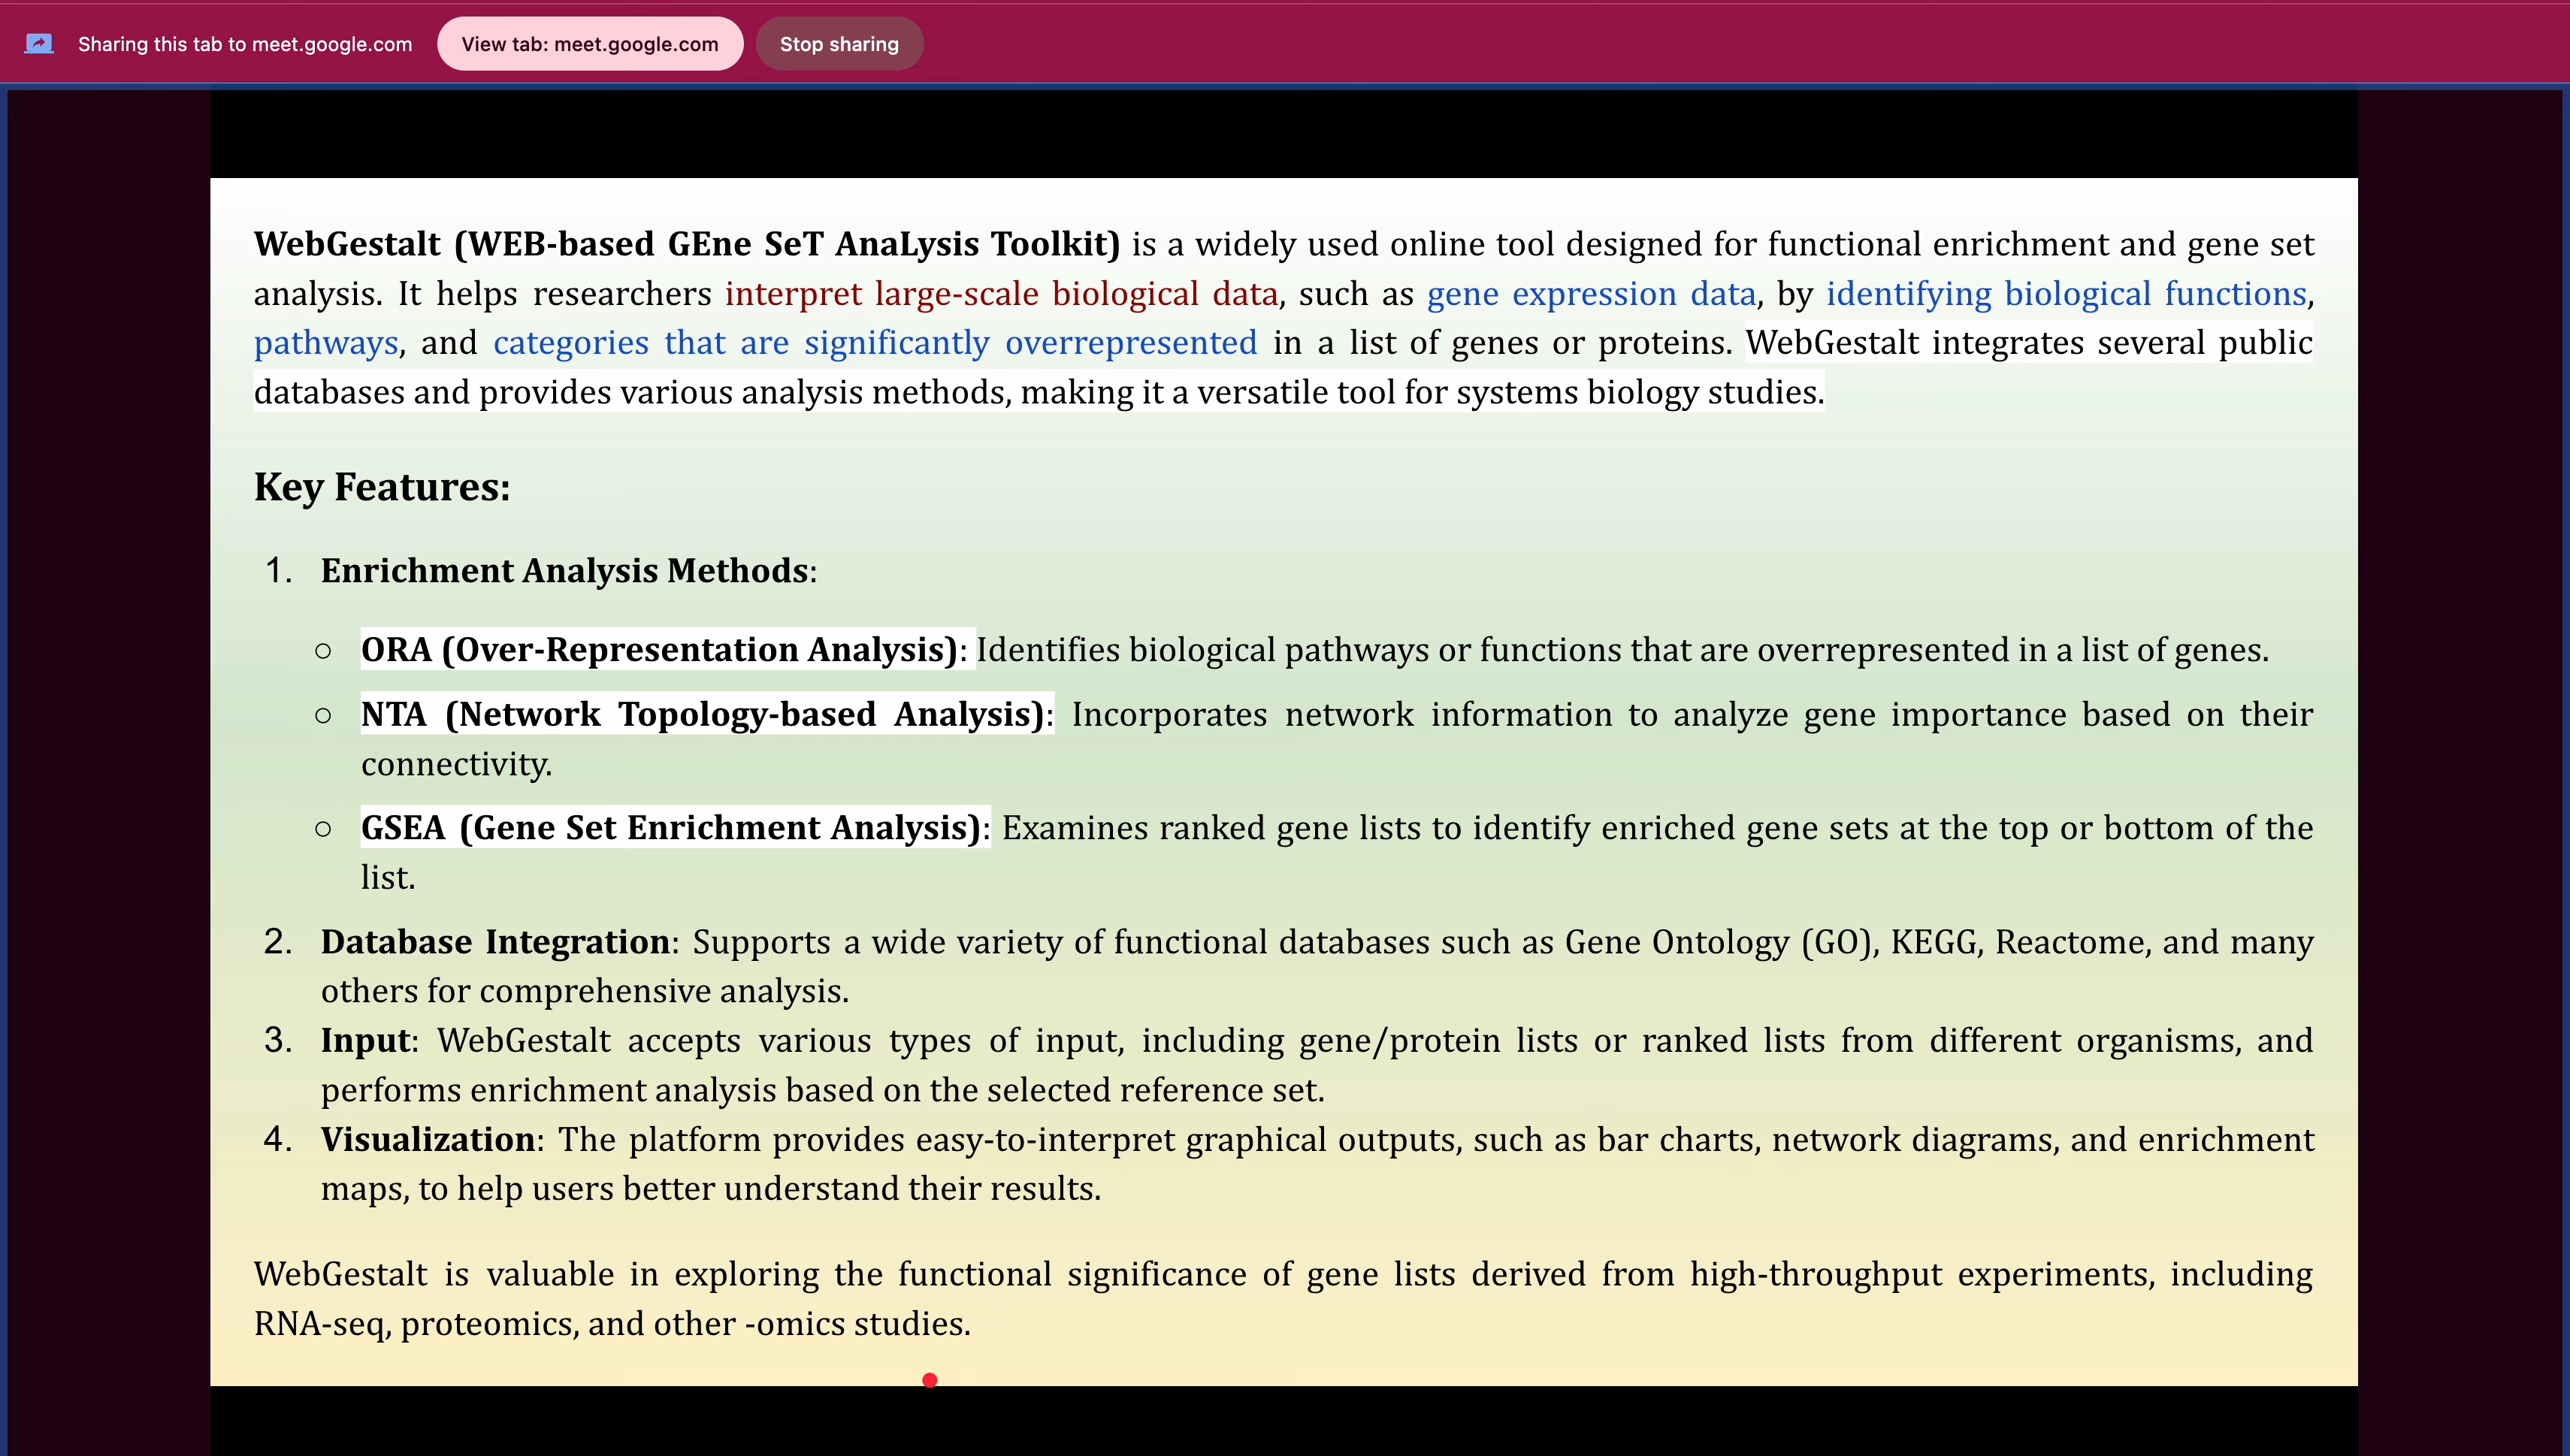 Sharing this tab to meet.google.com
View tab: meet.google.com
Stop sharing
WebGestalt (WEB-based GEne SeT AnaLysis Toolkit) is a widely used online tool designed for functional enrichment and gene set
analysis. It helps researchers interpret large-scale biological data, such as gene expression data, by identifying biological functions,
pathways, and categories that are significantly overrepresented in a list of genes or proteins. WebGestalt integrates several public
databases and provides various analysis methods, making it a versatile tool for systems biology studies.
Key Features:
1. Enrichment Analysis Methods:
○ ORA (Over-Representation Analysis): Identifies biological pathways or functions that are overrepresented in a list of genes.
○ NTA (Network Topology-based Analysis): Incorporates network information to analyze gene importance based on their
connectivity.
○ GSEA (Gene Set Enrichment Analysis): Examines ranked gene lists to identify enriched gene sets at the top or bottom of the
list.
2. Database Integration: Supports a wide variety of functional databases such as Gene Ontology (GO), KEGG, Reactome, and many
others for comprehensive analysis.
3. Input: WebGestalt accepts various types of input, including gene/protein lists or ranked lists from different organisms, and
performs enrichment analysis based on the selected reference set.
4. Visualization: The platform provides easy-to-interpret graphical outputs, such as bar charts, network diagrams, and enrichment
maps, to help users better understand their results.
WebGestalt is valuable in exploring the functional significance of gene lists derived from high-throughput experiments, including
RNA-seq, proteomics, and other -omics studies.